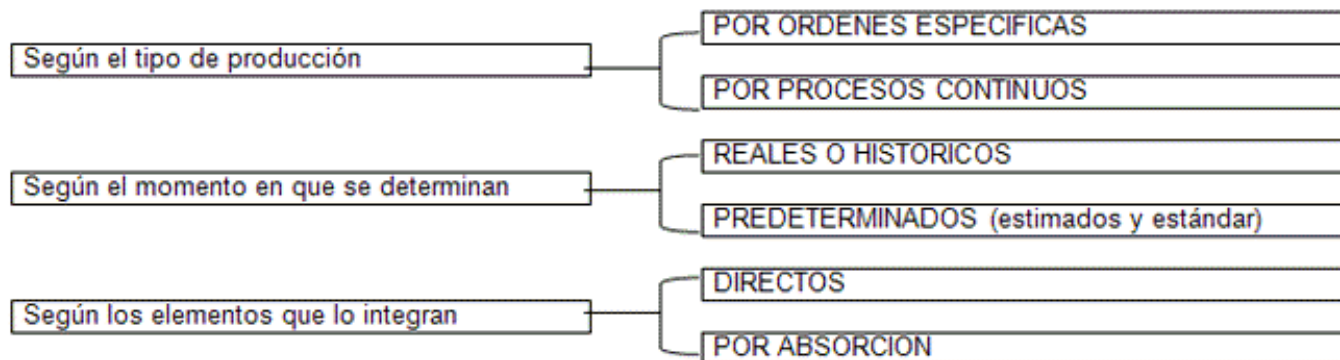 POR ORDENES ESPECIFICAS
Según el tipo de producción
POR PROCESOS CONTINUOS
REALES O HISTORICOS
Según el momento en que se determinan
PREDETERMINADOS (estimados y estándar)
DIRECTOS
Según los elementos que lo integran
POR ABSORCION